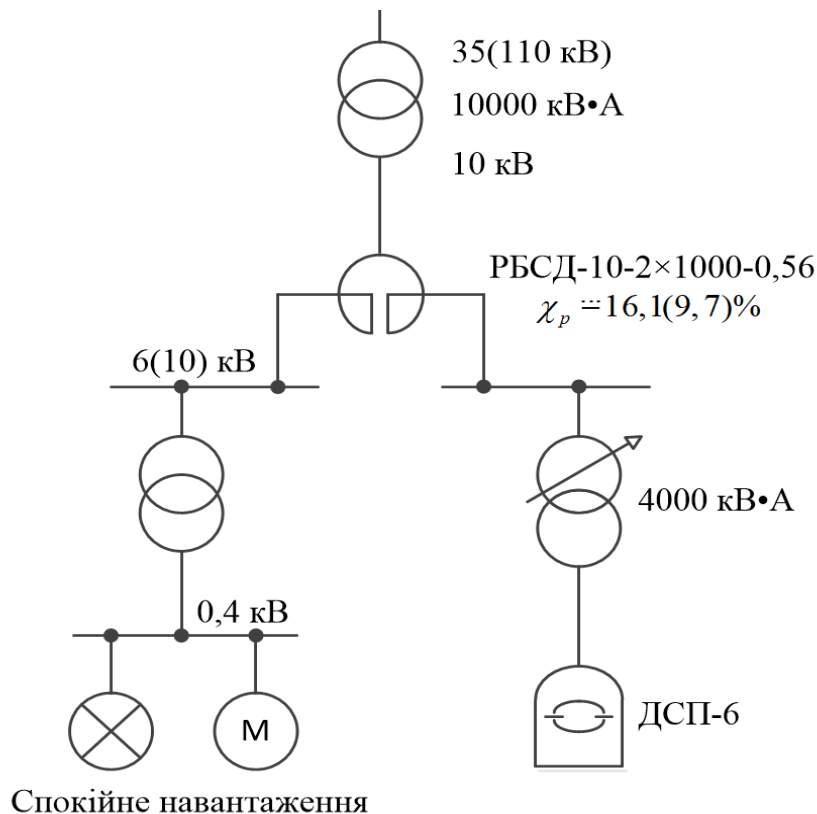 35(110 кВ)
10000 кВ•А
10 кВ
РБСД-10-2×1000-0,56
χp = 16,1(9,7)%
6(10) кВ
4000 кВ•А
0,4 кВ
М
ДСП-6
Спокійне навантаження